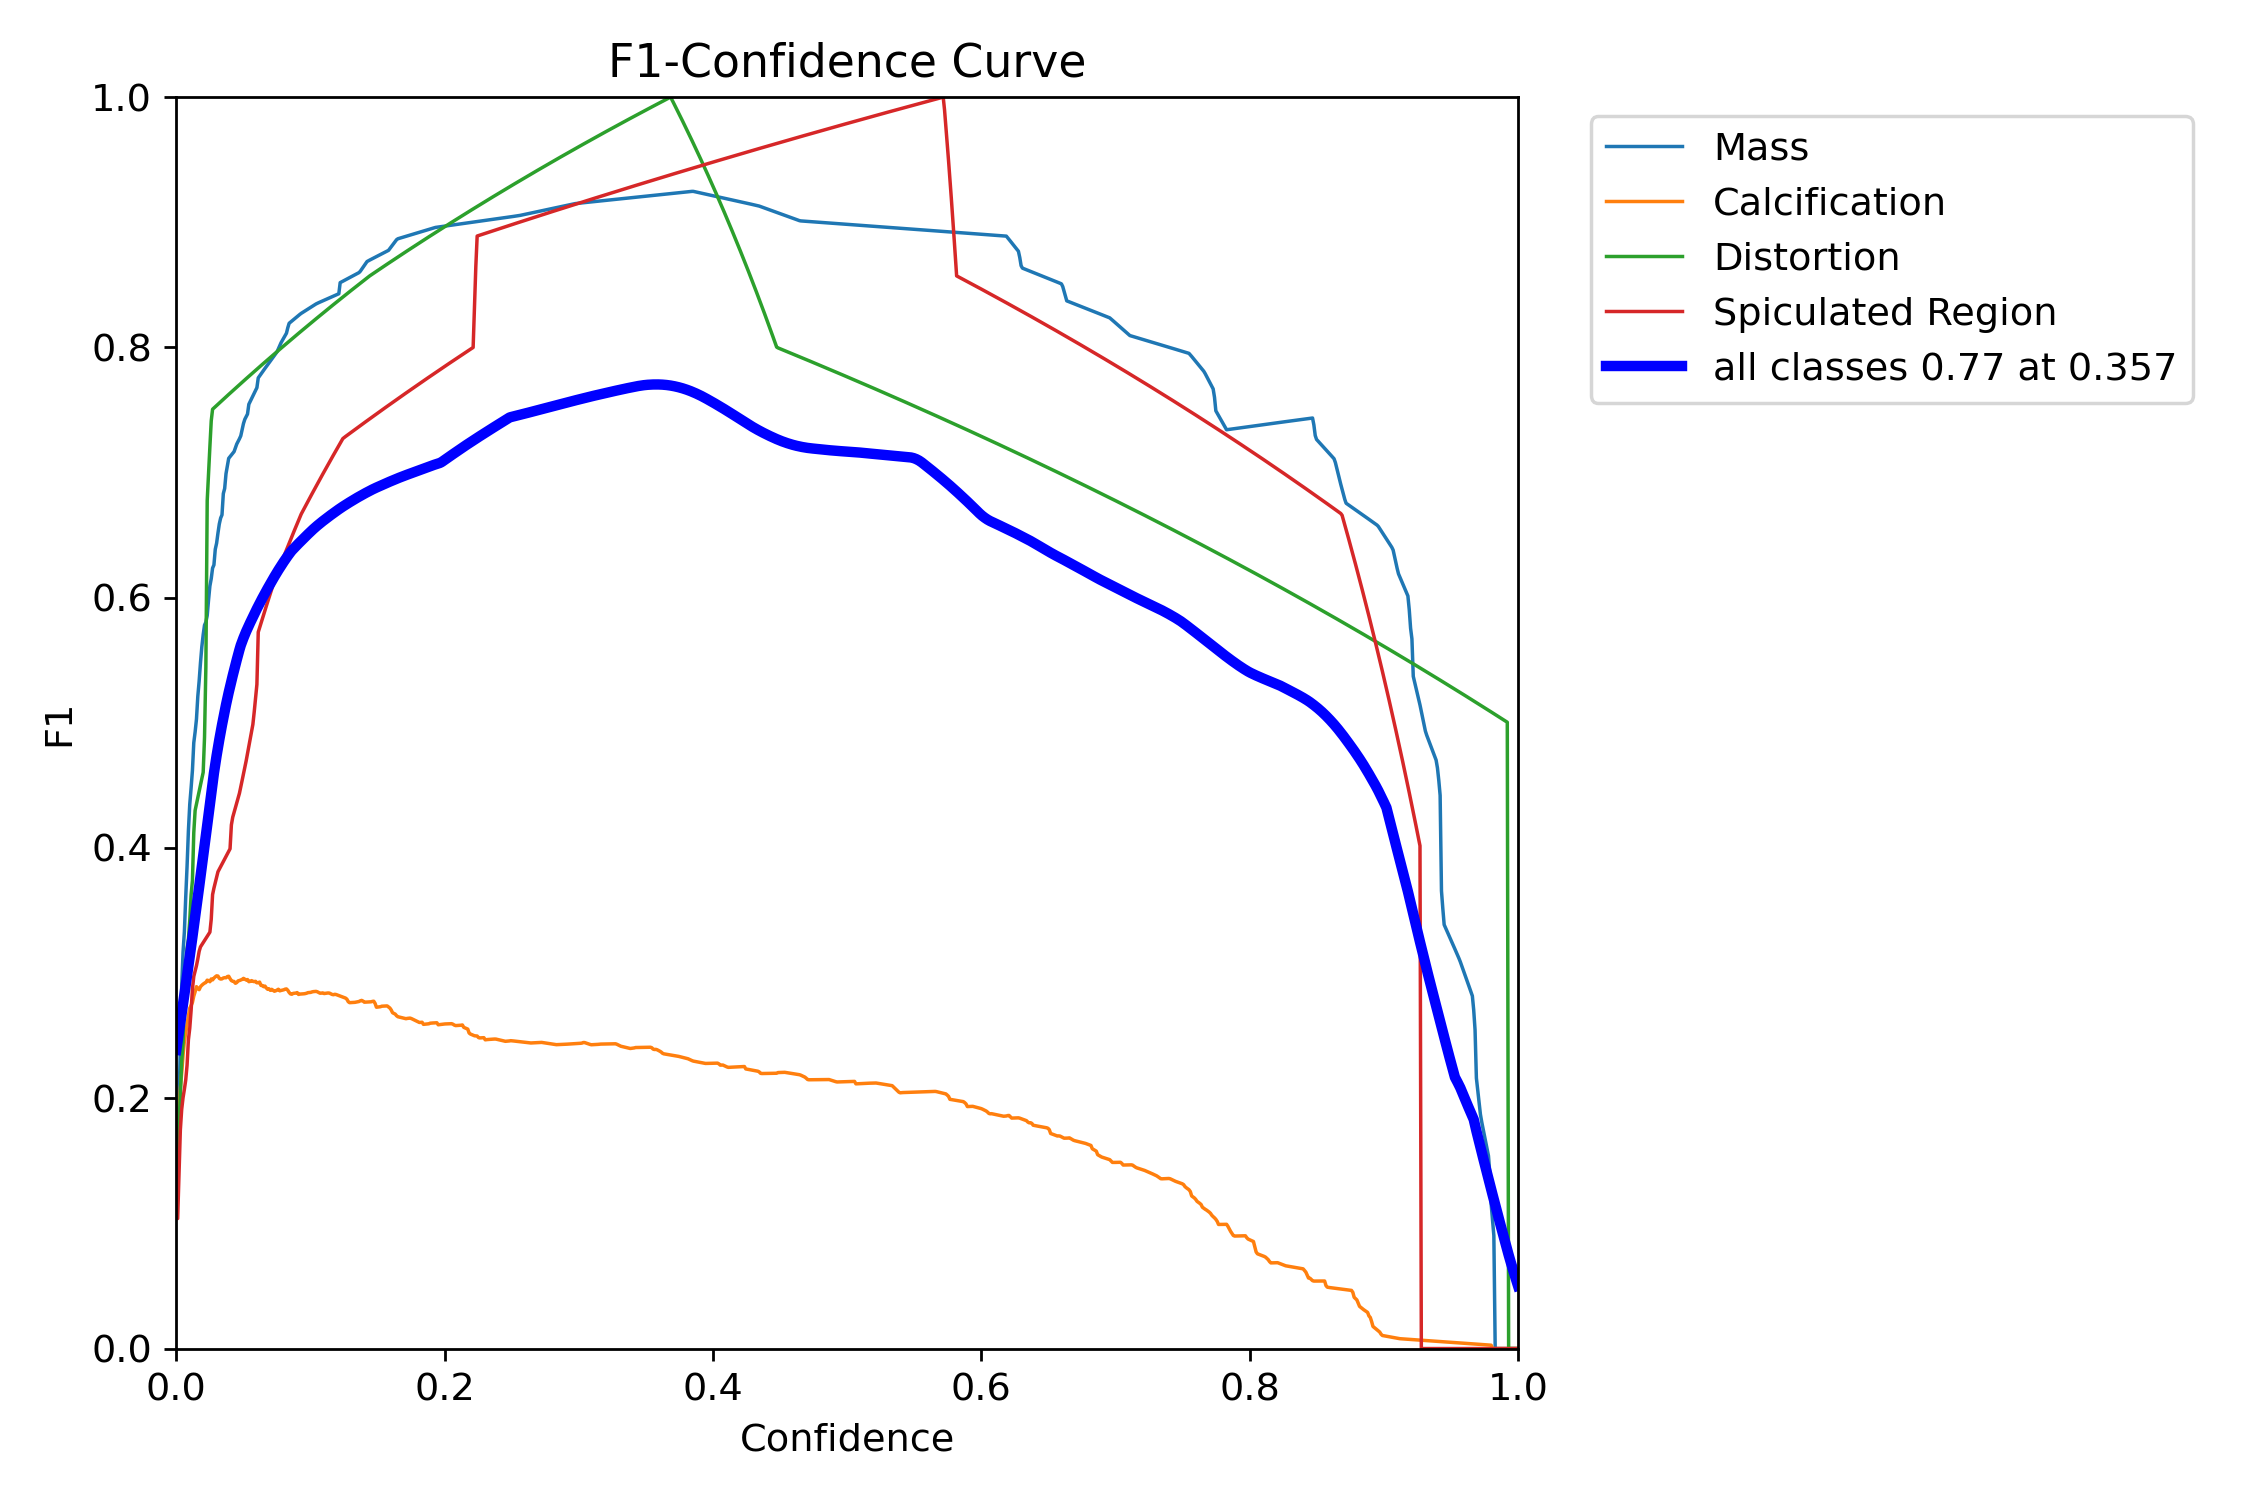 F1-Confidence Curve
1.0
0.8
0.6
0.4
0.2
0.0
F1
0.0 0.2 0.4 0.6 0.8 1.0
Confidence
Mass
Calcification
Distortion
Spiculated Region
all classes 0.77 at 0.357